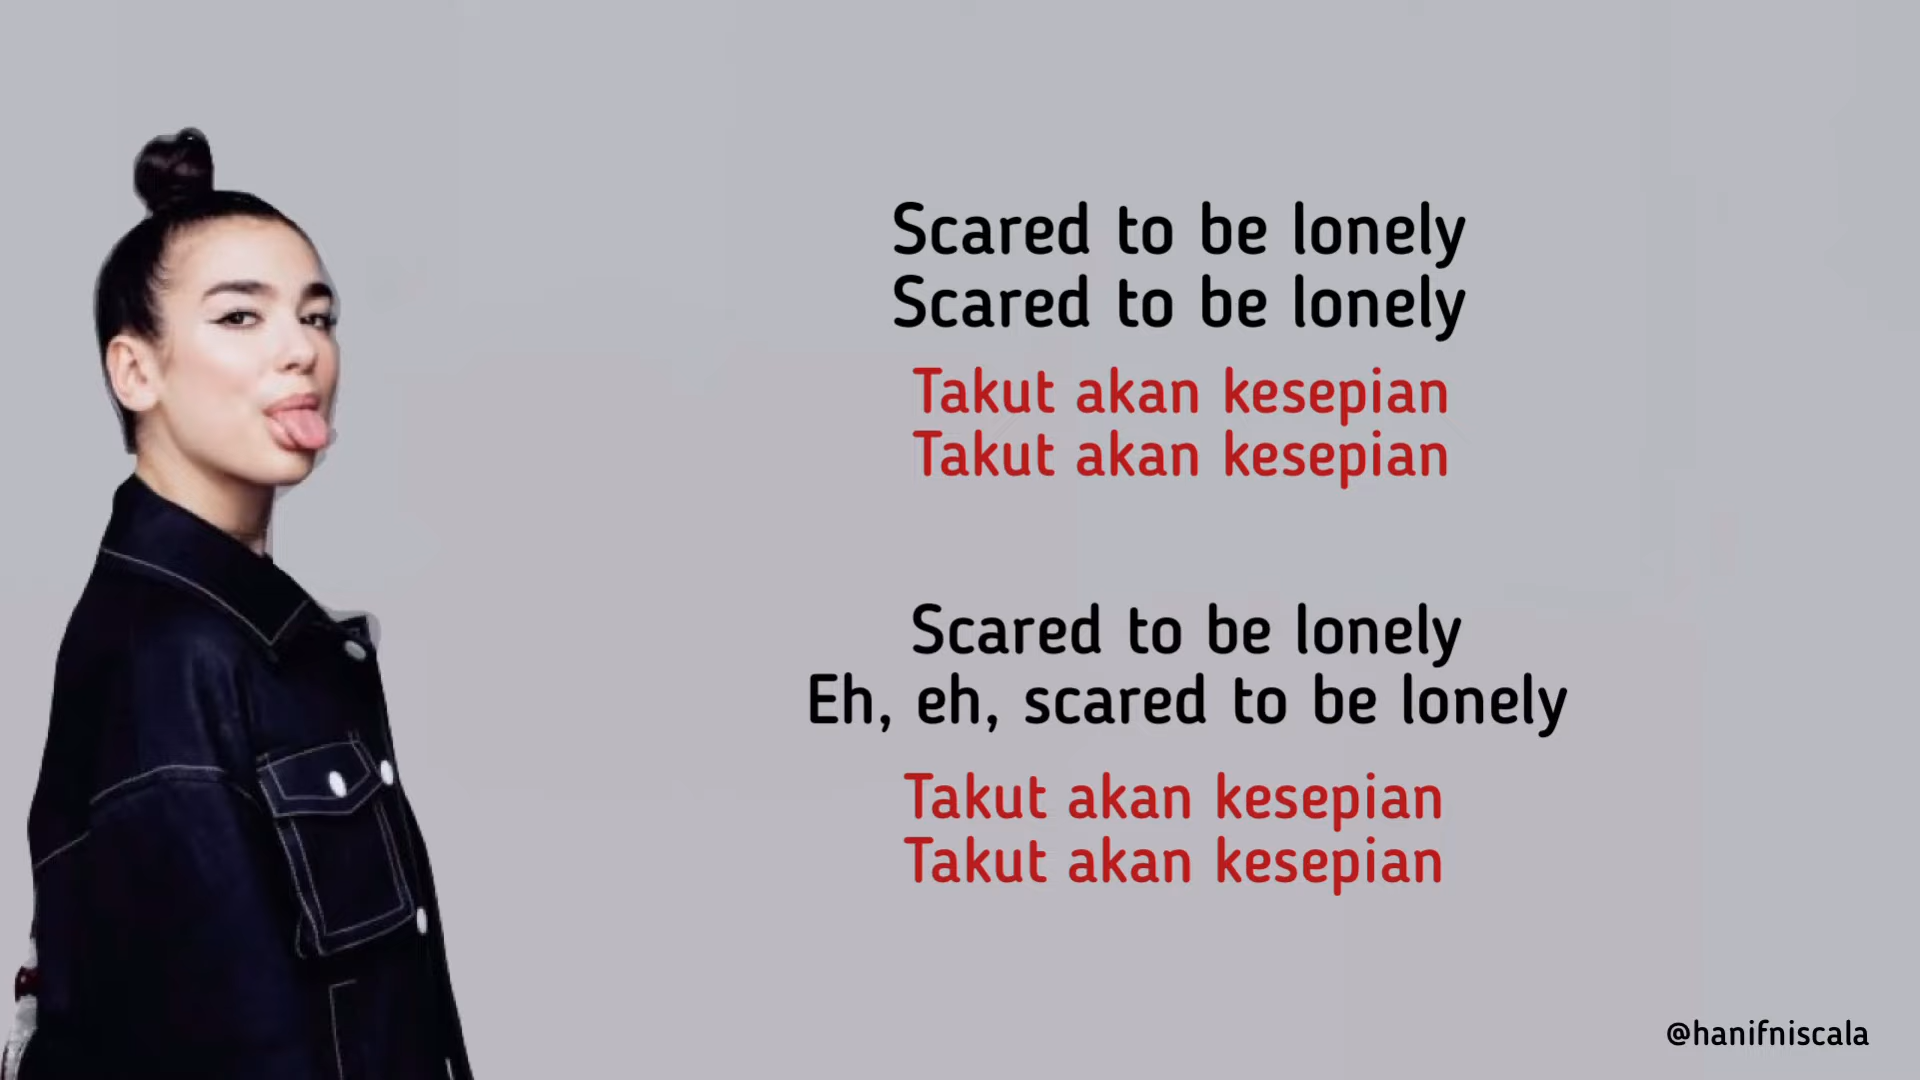 Scared to be lonely
Scared to be lonely
Takut akan kesepian
Takut akan kesepian
Scared to be lonely
Eh, eh, scared to be lonely
Takut akan kesepian
Takut akan kesepian
@hanifniscala